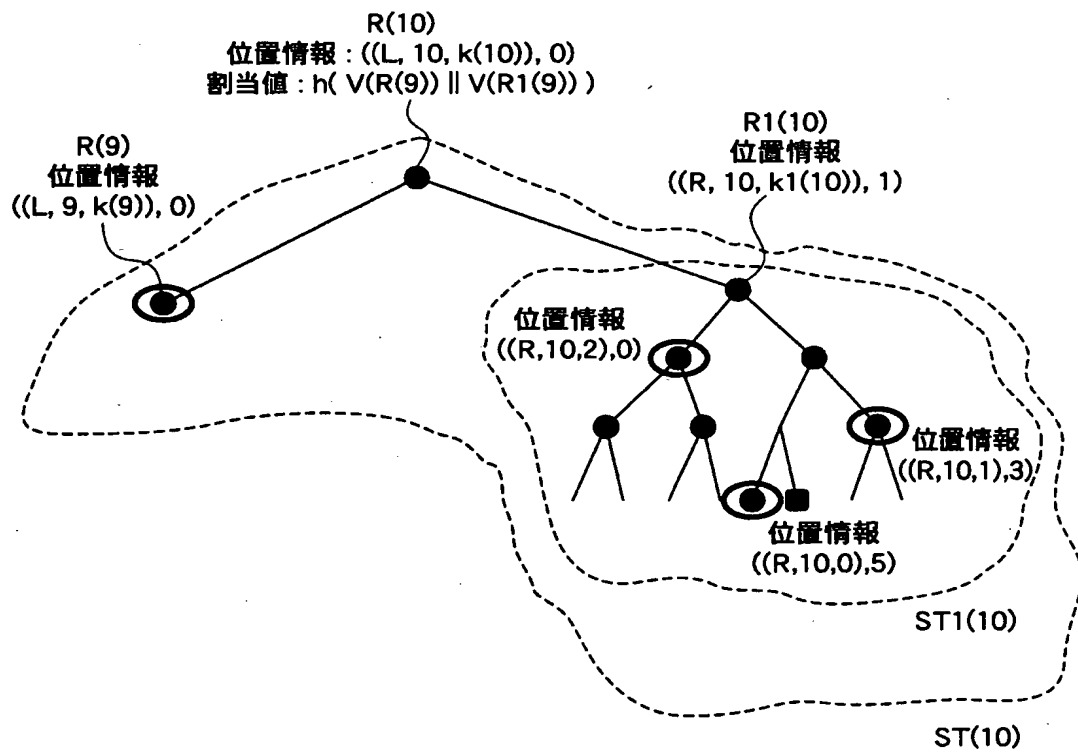 R(10)
位置情報 : ((L, 10, k(10)), 0)
割当値 : h( V(R(9)) || V(R1(9)) )
R(9)
位置情報
((L, 9, k(9)), 0)
R1(10)
位置情報
((R, 10, k1(10)), 1)
位置情報
((R,10,2),0)
位置情報
((R,10,1),3)
位置情報
((R,10,0),5)
ST1(10)
ST(10)